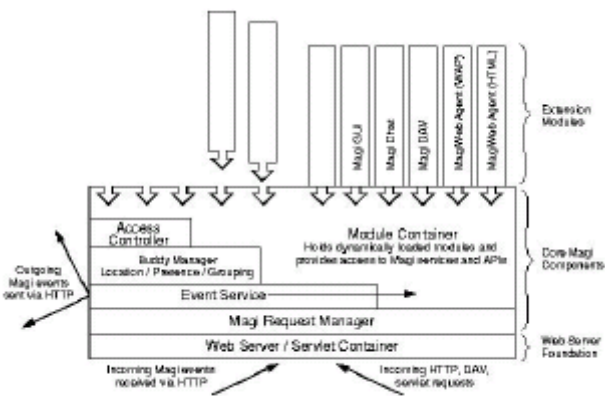 Magi GUI
Magi Chat
Magi DAV
MagiWeb Agent (WAP)
MagiWeb Agent (HTML)
Extension
Modules
Access
Controller
Module Container
Holds dynamically loaded modules and
provides access to Magi services and APIs
Buddy Manager
Location / Presence / Grouping
Core Magi
Components
Outgoing
Magi events
sent via HTTP
Event Service
Magi Request Manager
Web Server / Servlet Container
Web Server
Foundation
Incoming Magi events
received via HTTP
Incoming HTTP, DAV,
servlet requests